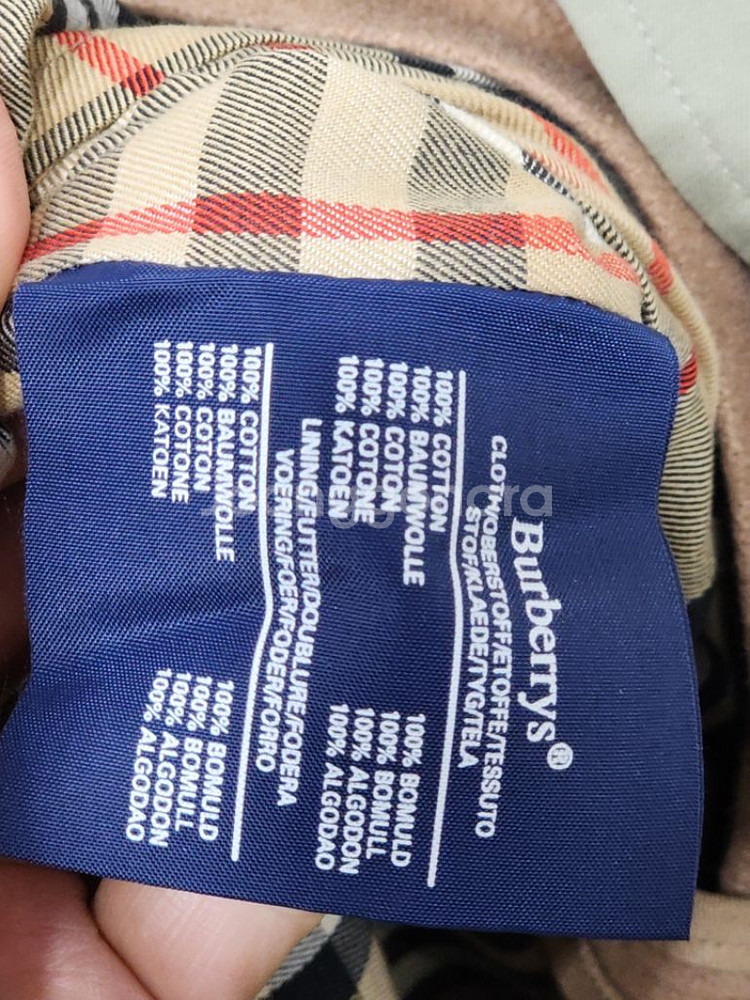 Burberrys®
CLOTH/OBERSTOFF/ETOFFE/TESSUTO
STOF/KLAEDE/TYG/TELA
100% COTTON 100% BOMULD
100% BAUMWOLLE 100% BOMULL
100% COTON 100% ALGODON
100% COTONE 100% ALGODAO
100% KATOEN
LINING/FUTTER/DOUBLURE/FODERA
VOERING/FOER/FODER/FORRO
100% COTTON 100% BOMULD
100% BAUMWOLLE 100% BOMULL
100% COTON 100% ALGODON
100% COTONE 100% ALGODAO
100% KATOEN